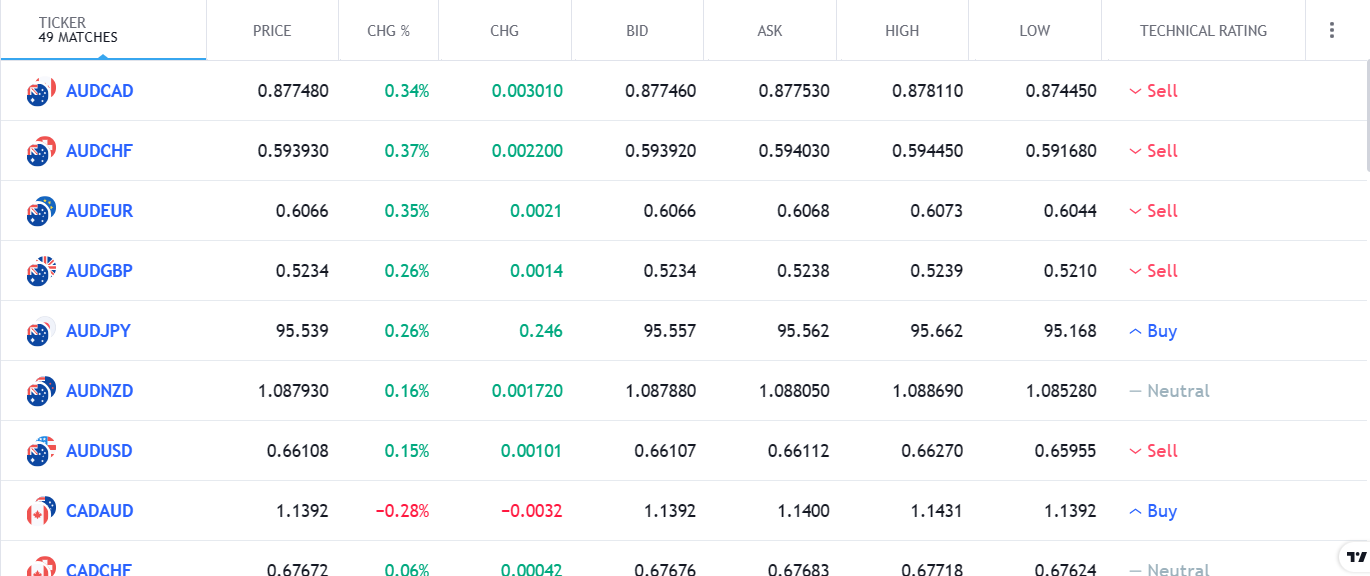 TICKER PRICE CHG % CHG BID ASK HIGH LOW TECHNICAL RATING
49 MATCHES
AUDCAD 0.877480 0.34% 0.003010 0.877460 0.877530 0.878110 0.874450 Sell
AUDCHF 0.593930 0.37% 0.002200 0.593920 0.594030 0.594450 0.591680 Sell
AUDEUR 0.6066 0.35% 0.0021 0.6066 0.6068 0.6073 0.6044 Sell
AUDGBP 0.5234 0.26% 0.0014 0.5234 0.5238 0.5239 0.5210 Sell
AUDJPY 95.539 0.26% 0.246 95.557 95.562 95.662 95.168 Buy
AUDNZD 1.087930 0.16% 0.001720 1.087880 1.088050 1.088690 1.085280 — Neutral
AUDUSD 0.66108 0.15% 0.00101 0.66107 0.66112 0.66270 0.65955 Sell
CADAUD 1.1392 −0.28% −0.0032 1.1392 1.1400 1.1431 1.1392 Buy
CADCHF 0.67672 0.06% 0.00042 0.67676 0.67683 0.67718 0.67624 — Neutral